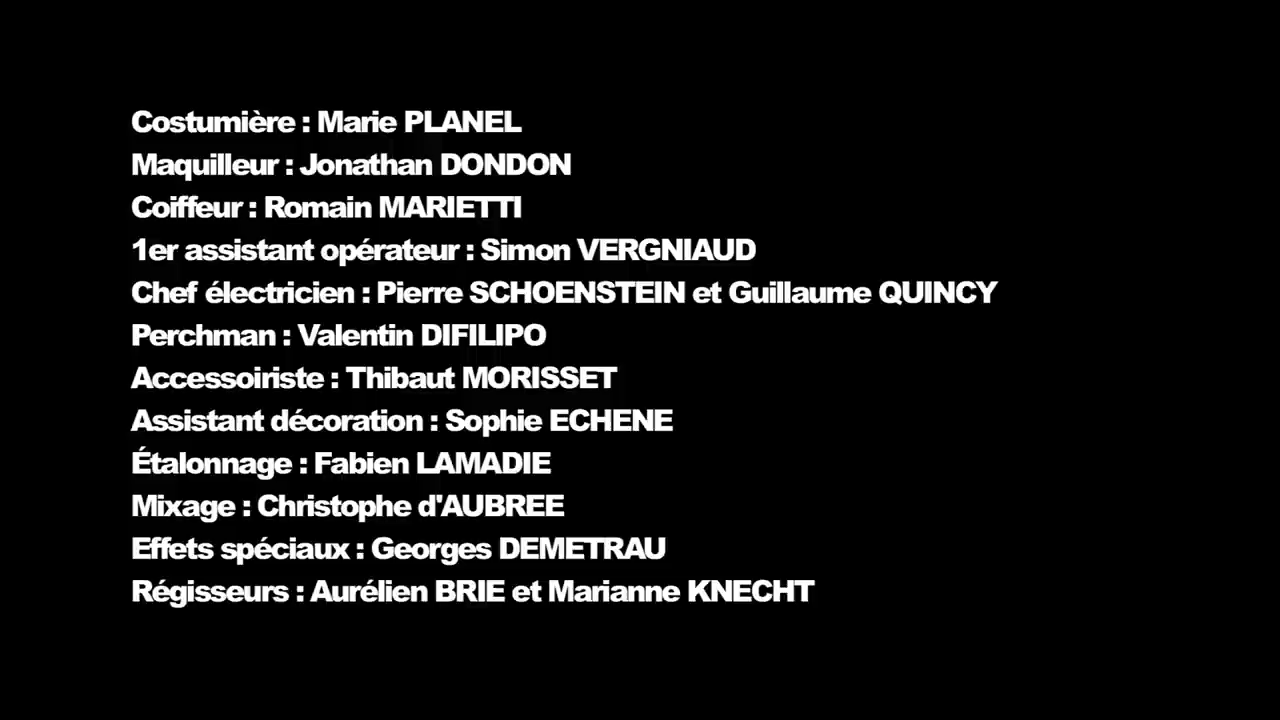 Costumière : Marie PLANEL
Maquilleur : Jonathan DONDON
Coiffeur : Romain MARIETTI
1er assistant opérateur : Simon VERGNIAUD
Chef électricien : Pierre SCHOENSTEIN et Guillaume QUINCY
Perchman : Valentin DIFILIPO
Accessoiriste : Thibaut MORISSET
Assistant décoration : Sophie ECHENE
Étalonnage : Fabien LAMADIE
Mixage : Christophe d'AUBREE
Effets spéciaux : Georges DEMETRAU
Régisseurs : Aurélien BRIE et Marianne KNECHT